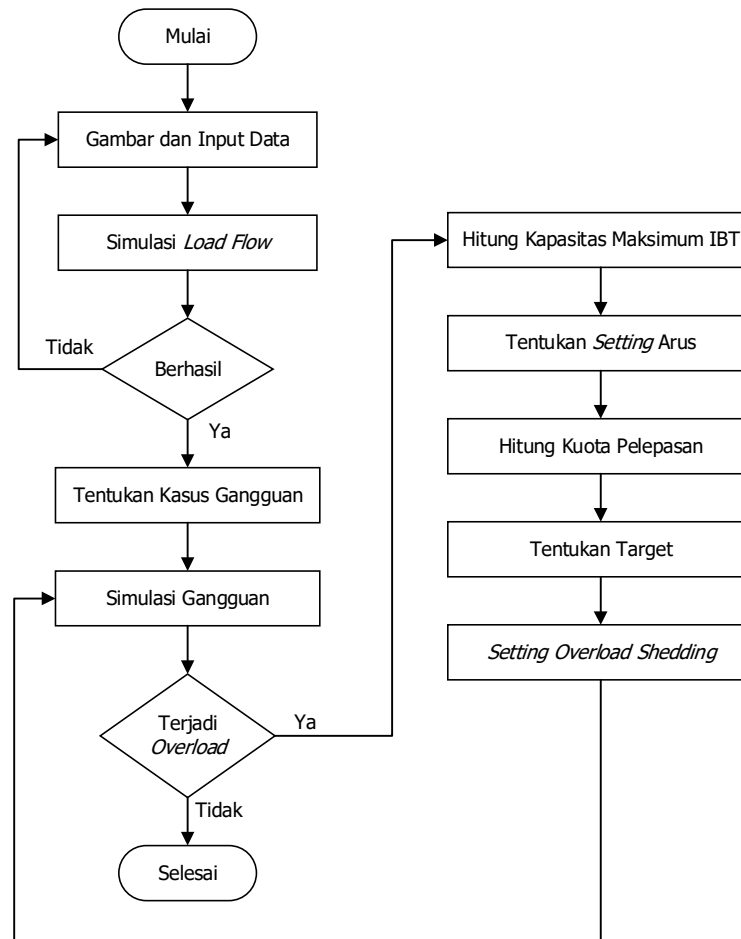 Mulai
Gambar dan Input Data
Simulasi Load Flow
Tidak
Berhasil
Ya
Tentukan Kasus Gangguan
Simulasi Gangguan
Terjadi
Overload
Ya
Tidak
Selesai
Hitung Kapasitas Maksimum IBT
Tentukan Setting Arus
Hitung Kuota Pelepasan
Tentukan Target
Setting Overload Shedding